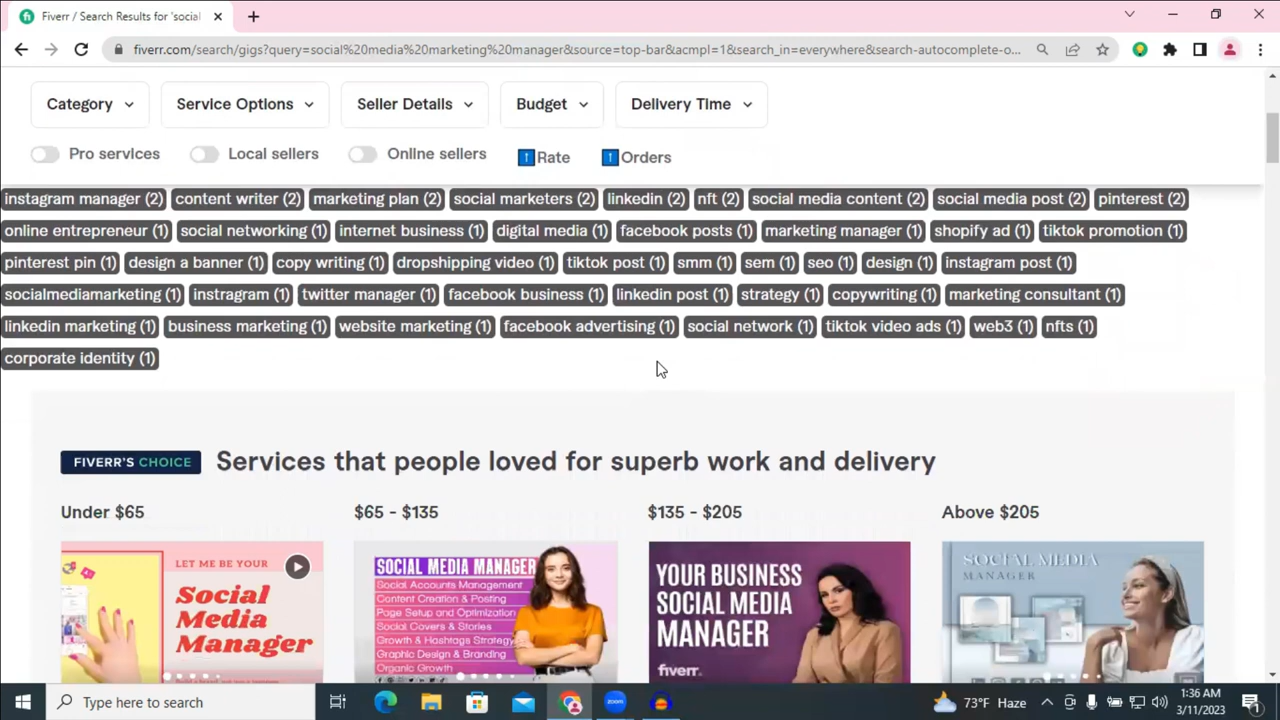 Fiverr / Search Results for 'social
fiverr.com/search/gigs?query=social%20media%20marketing%20manager&source=top-bar&acmpl=1&search_in=everywhere&search-autocomplete-o...
Category
Service Options
Seller Details
Budget
Delivery Time
Pro services
Local sellers
Online sellers
Rate
Orders
instagram manager (2) content writer (2) marketing plan (2) social marketers (2) linkedin (2) nft (2) social media content (2) social media post (2) pinterest (2)
online entrepreneur (1) social networking (1) internet business (1) digital media (1) facebook posts (1) marketing manager (1) shopify ad (1) tiktok promotion (1)
pinterest pin (1) design a banner (1) copy writing (1) dropshipping video (1) tiktok post (1) smm (1) sem (1) seo (1) design (1) instagram post (1)
socialmediamarketing (1) instragram (1) twitter manager (1) facebook business (1) linkedin post (1) strategy (1) copywriting (1) marketing consultant (1)
linkedin marketing (1) business marketing (1) website marketing (1) facebook advertising (1) social network (1) tiktok video ads (1) web3 (1) nfts (1)
corporate identity (1)
FIVERR'S CHOICE
Services that people loved for superb work and delivery
Under $65
$65 - $135
$135 - $205
Above $205
LET ME BE YOUR
Social
Media
Manager
SOCIAL MEDIA MANAGER
Social Accounts Management
Content Creation & Posting
Page Setup and Optimization
Social Covers & Stories
Growth & Hashtags Strategy
Graphic Design & Branding
Organic Growth
YOUR BUSINESS
SOCIAL MEDIA
MANAGER
fiverr.
SOCIAL MEDIA
MANAGER
Type here to search
zoom
73°F Haze
1:36 AM
3/11/2023
1